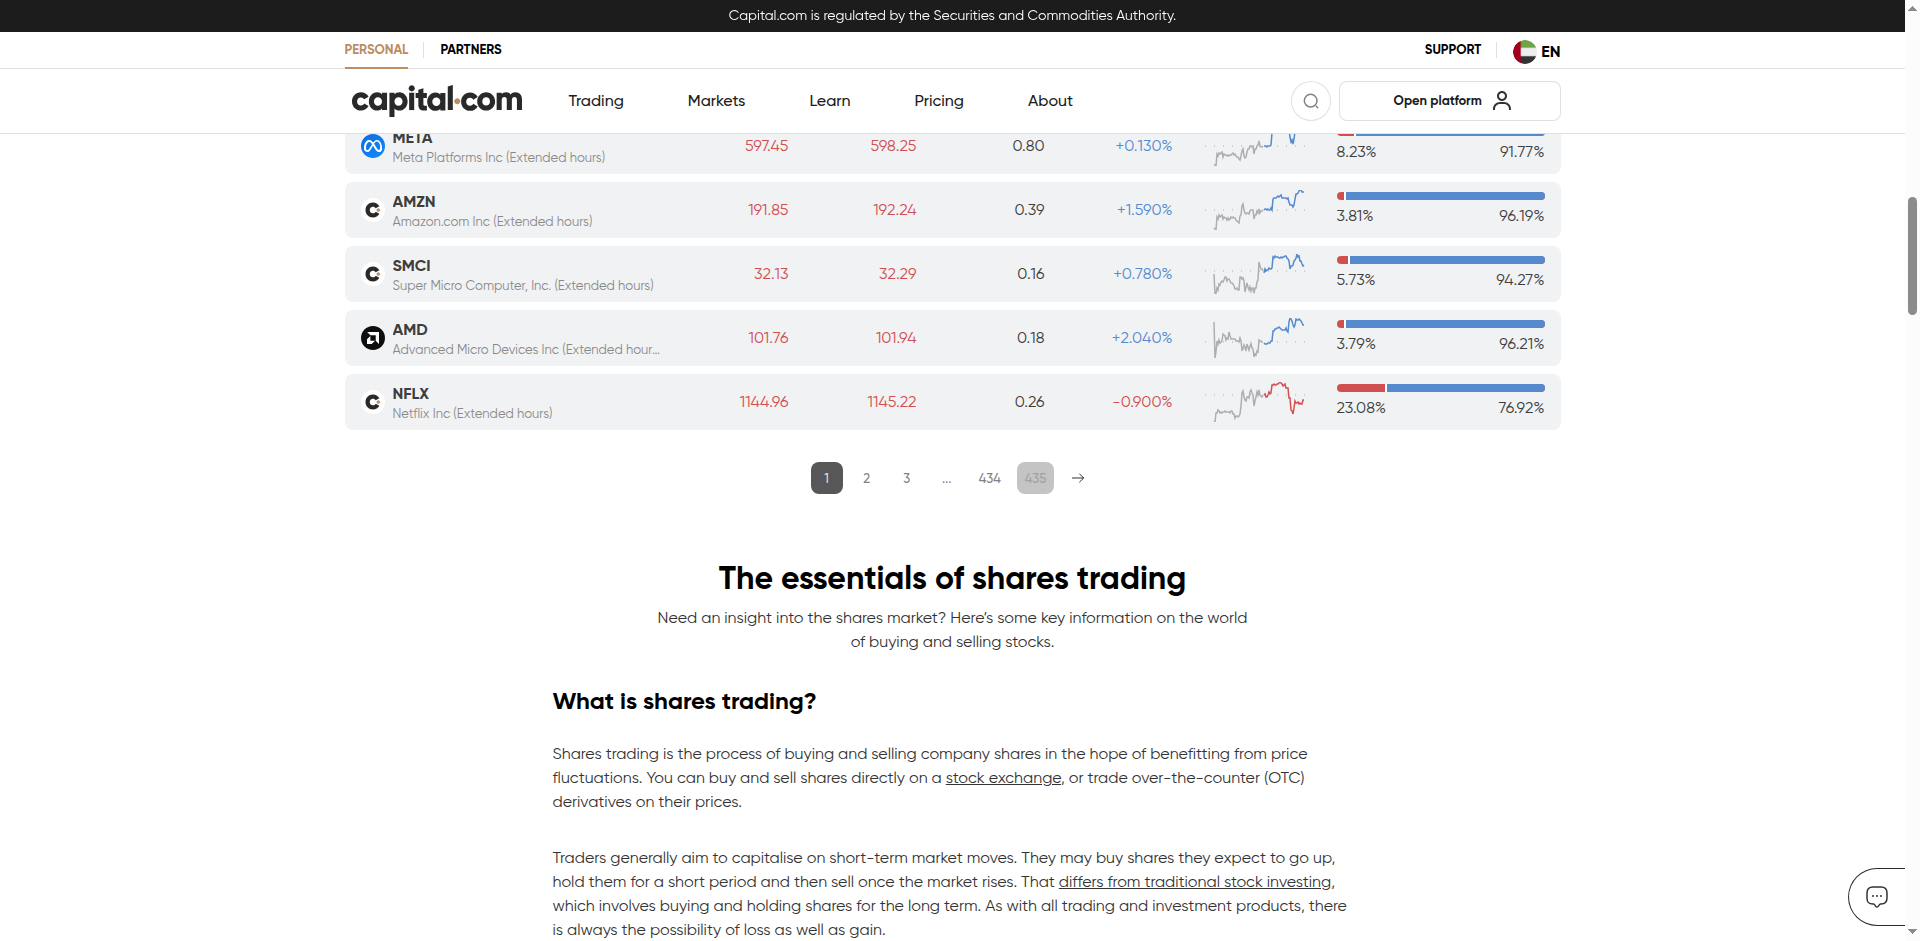 Capital.com is regulated by the Securities and Commodities Authority.
PERSONAL PARTNERS SUPPORT EN
capital.com Trading Markets Learn Pricing About Open platform
META 597.45 598.25 0.80 +0.130% 8.23% 91.77%
Meta Platforms Inc (Extended hours)
AMZN 191.85 192.24 0.39 +1.590% 3.81% 96.19%
Amazon.com Inc (Extended hours)
SMCI 32.13 32.29 0.16 +0.780% 5.73% 94.27%
Super Micro Computer, Inc. (Extended hours)
AMD 101.76 101.94 0.18 +2.040% 3.79% 96.21%
Advanced Micro Devices Inc (Extended hour...
NFLX 1144.96 1145.22 0.26 -0.900% 23.08% 76.92%
Netflix Inc (Extended hours)
1 2 3 ... 434 435
The essentials of shares trading
Need an insight into the shares market? Here's some key information on the world
of buying and selling stocks.
What is shares trading?
Shares trading is the process of buying and selling company shares in the hope of benefitting from price
fluctuations. You can buy and sell shares directly on a stock exchange, or trade over-the-counter (OTC)
derivatives on their prices.
Traders generally aim to capitalise on short-term market moves. They may buy shares they expect to go up,
hold them for a short period and then sell once the market rises. That differs from traditional stock investing,
which involves buying and holding shares for the long term. As with all trading and investment products, there
is always the possibility of loss as well as gain.